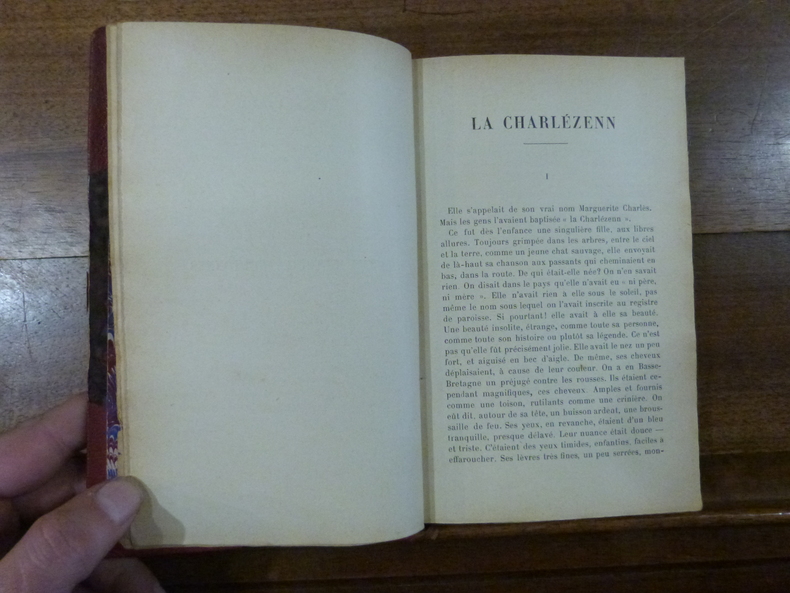 LA CHARLÉZENN
I
Elle s'appelait de son vrai nom Marguerite Charlès.
Mais les gens l'avaient baptisée « la Charlézenn ».
Ce fut dès l'enfance une singulière fille, aux libres
allures. Toujours grimpée dans les arbres, entre le ciel
et la terre, comme un jeune chat sauvage, elle envoyait
de là-haut sa chanson aux passants qui cheminaient en
bas, dans la route. De qui était-elle née? On n'en savait
rien. On disait dans le pays qu'elle n'avait eu « ni père,
ni mère ». Elle n'avait rien à elle sous le soleil, pas
même le nom sous lequel on l'avait inscrite au registre
de paroisse. Si pourtant! elle avait à elle sa beauté.
Une beauté insolite, étrange, comme toute sa personne,
comme toute son histoire ou plutôt sa légende. Ce n'est
pas qu'elle fût précisément jolie. Elle avait le nez un peu
fort, et aiguisé en bec d'aigle. De même, ses cheveux
déplaisaient, à cause de leur couleur. On a en Basse-
Bretagne un préjugé contre les rousses. Ils étaient ce-
pendant magnifiques, ces cheveux. Amples et fournis
comme une toison, rutilants comme une crinière. On
eût dit, autour de sa tête, un buisson ardent, une brous-
saille de feu. Ses yeux, en revanche, étaient d'un bleu
tranquille, presque délavé. Leur nuance était douce —
et triste. C'étaient des yeux timides, enfantins, faciles à
effaroucher. Ses lèvres très fines, un peu serrées, mon-